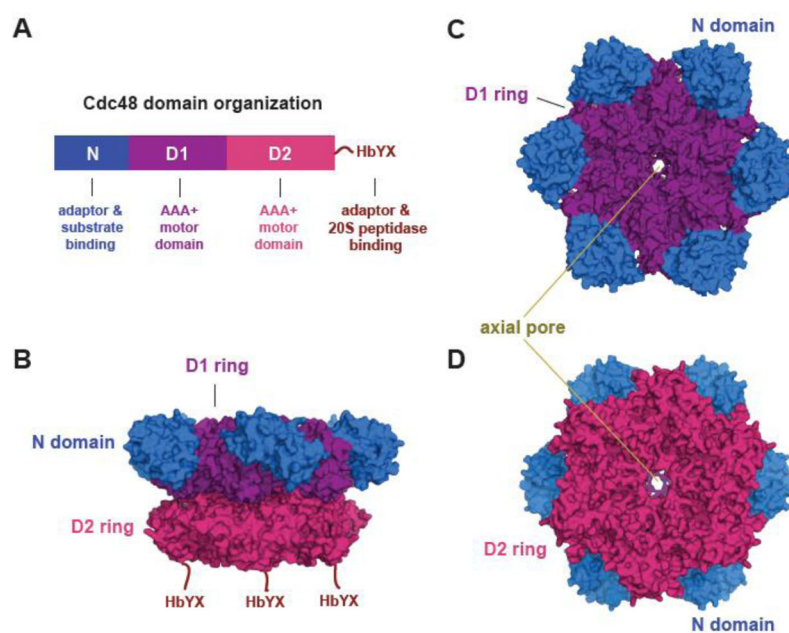 A
Cdc48 domain organization
N D1 D2 HbYX
adaptor &
substrate
binding
AAA+
motor
domain
AAA+
motor
domain
adaptor &
20S peptidase
binding
B
D1 ring
N domain
D2 ring
HbYX HbYX HbYX
C
N domain
D1 ring
axial pore
D
D2 ring
N domain